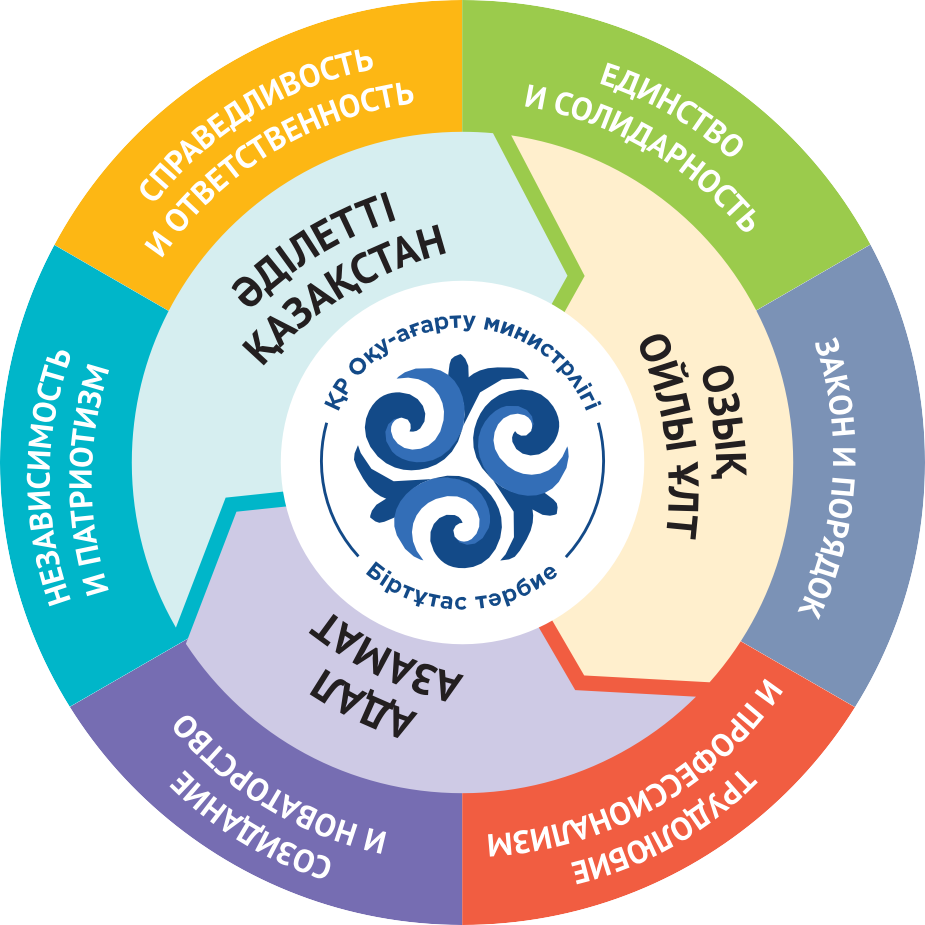 СПРАВЕДЛИВОСТЬ
И ОТВЕТСТВЕННОСТЬ
ЕДИНСТВО
И СОЛИДАРНОСТЬ
ЗАКОН И ПОРЯДОК
ТРУДОЛЮБИЕ
И ПРОФЕССИОНАЛИЗМ
СОЗИДАНИЕ
И НОВАТОРСТВО
НЕЗАВИСИМОСТЬ
И ПАТРИОТИЗМ
ӘДІЛЕТТІ
ҚАЗАҚСТАН
ОЗЫҚ
ОЙЛЫ ҰЛТ
АДАЛ
АЗАМАТ
ҚР Оқу-ағарту министрлігі
Біртұтас тәрбие